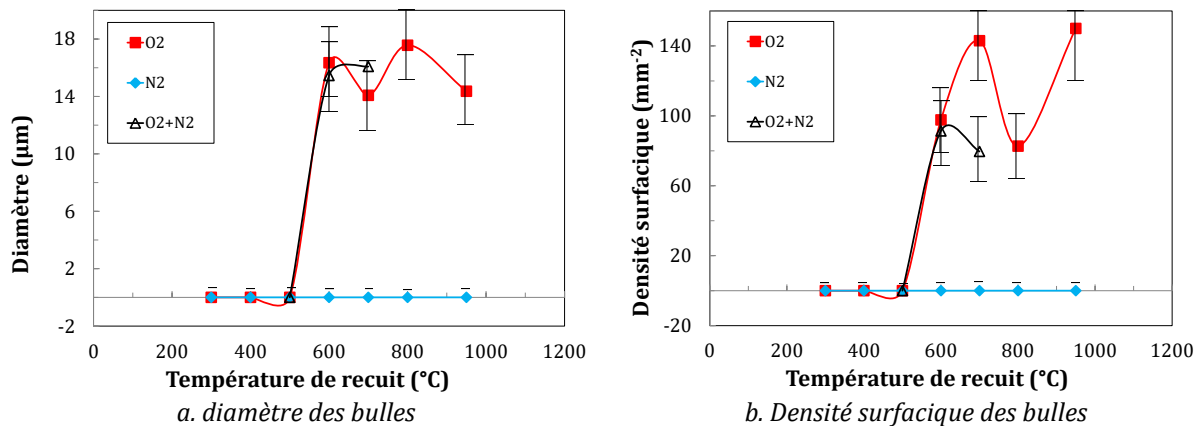 18
14
10
6
2
-2
0
200
400
600
800
1000
1200
Diamètre (µm)
Température de recuit (°C)
O2
N2
O2+N2
a. diamètre des bulles
140
100
60
20
-20
0
200
400
600
800
1000
1200
Densité surfacique (mm-2)
Température de recuit (°C)
O2
N2
O2+N2
b. Densité surfacique des bulles